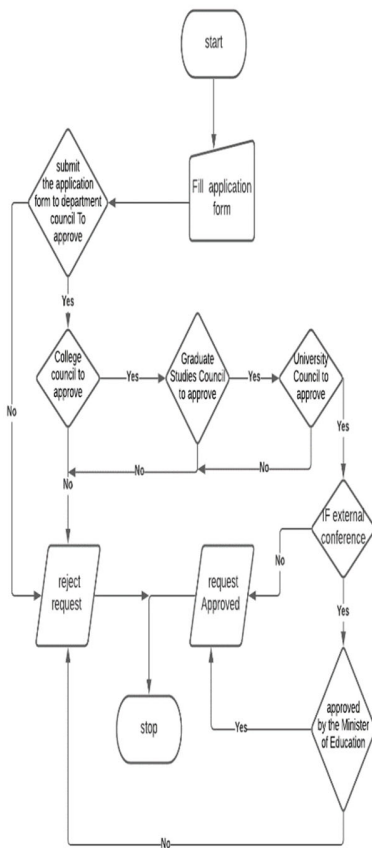 start
Fill application
form
submit
the application
form to department
council To
approve
Yes
College
council to
approve
Yes
Graduate
Studies Council
to approve
Yes
University
Council to
approve
Yes
No
No
No
No
IF external
conference
No
Yes
reject
request
request
Approved
approved
by the Minister
of Education
Yes
stop
No